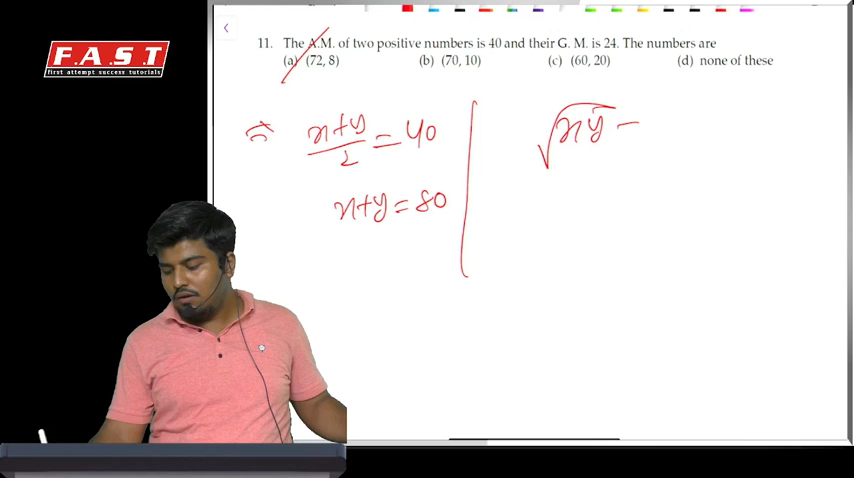 F.A.S.T
first attempt success tutorials
11. The A.M. of two positive numbers is 40 and their G. M. is 24. The numbers are
(a) (72, 8) (b) (70, 10) (c) (60, 20) (d) none of these
⇒ x+y/2 = 40
√xy =
x+y = 80